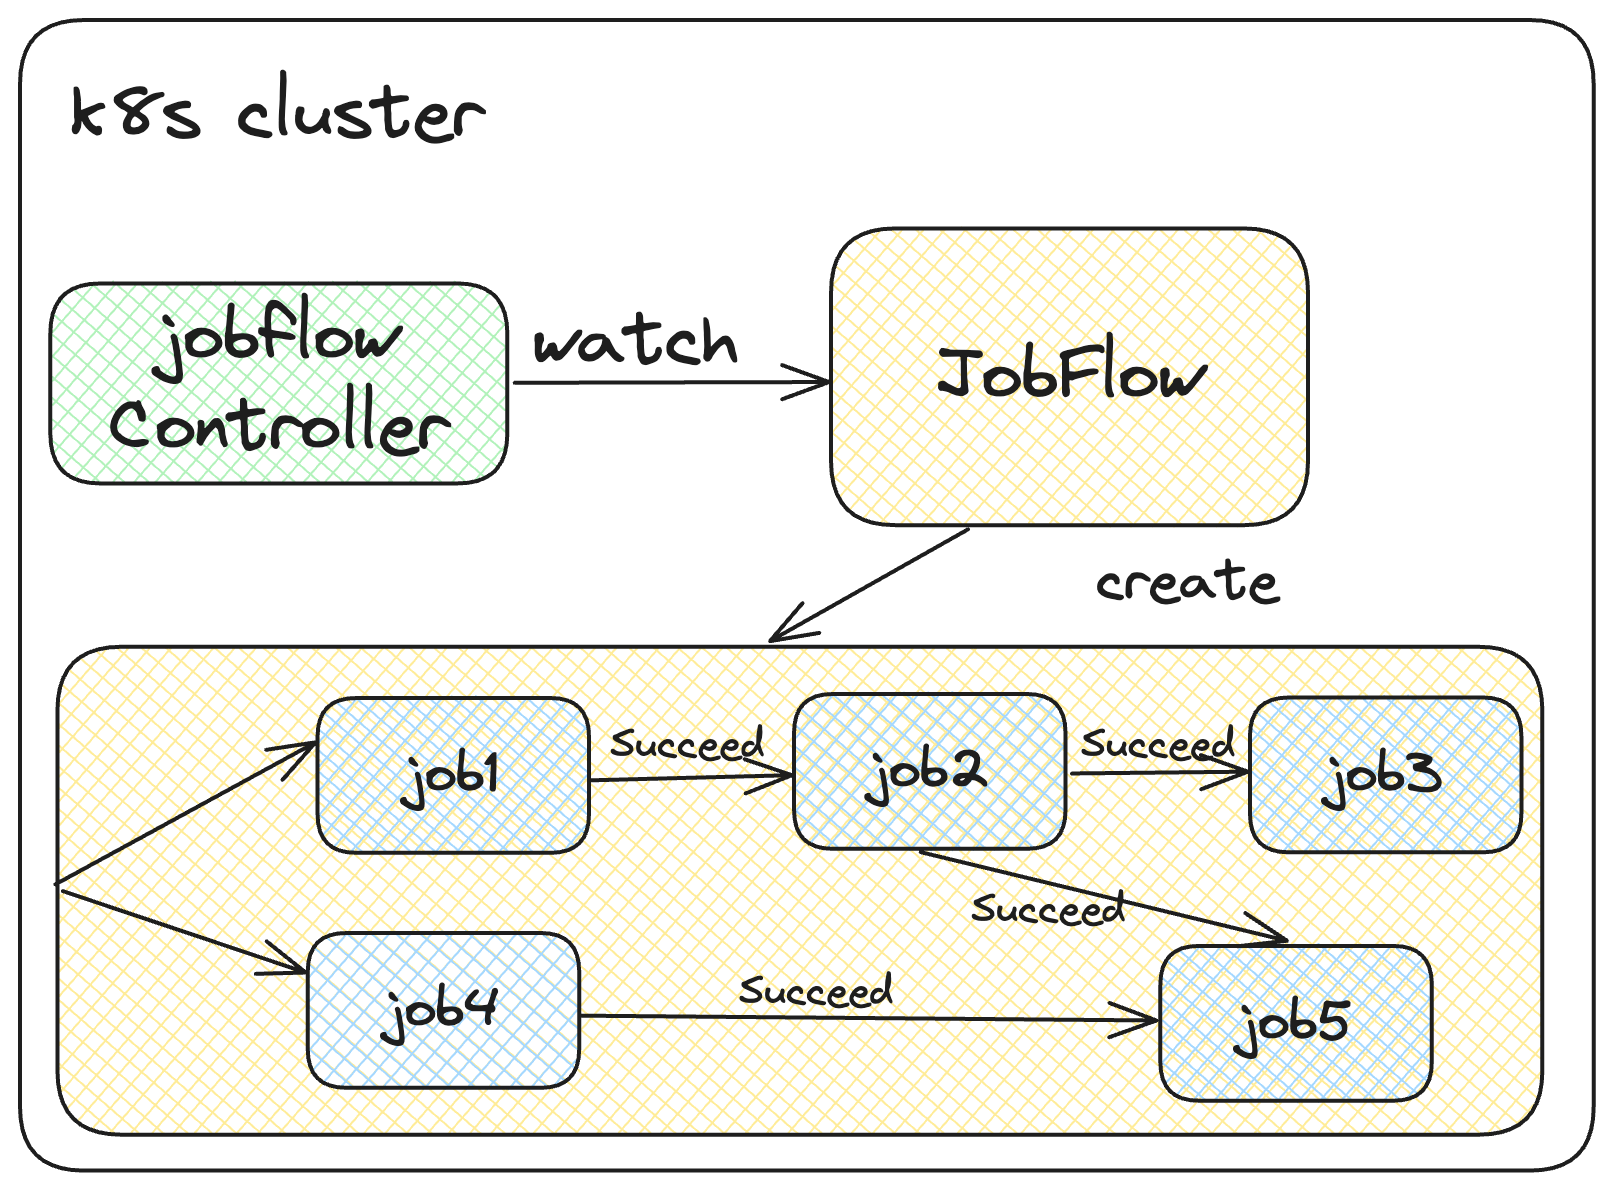 k8s cluster
jobflow
Controller
watch
JobFlow
create
job1
Succeed
job2
Succeed
job3
Succeed
job4
Succeed
job5